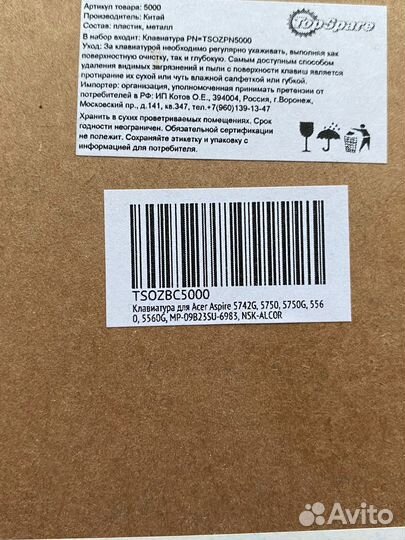 Артикул товара: 5000
Top-Spare
Производитель: Китай
Состав: пластик, металл
В набор входит: Клавиатура PN=TSOZPN5000
Уход: За клавиатурой необходимо регулярно ухаживать, выполняя как
поверхностную очистку, так и глубокую. Самым доступным способом
удаления видимых загрязнений и пыли с поверхности клавиш является
протирание их сухой или чуть влажной салфеткой или губкой.
Импортер: организация, уполномоченная принимать претензии от
потребителей в РФ: ИП Котов О.Е., 394004, Россия, г.Воронеж,
Московский пр., д.141, кв.347, тел.+7(960)139-13-47
Хранить в сухих проветриваемых помещениях. Срок
годности неограничен. Обязательной сертификации
не полежит. Сохраняйте этикетку и упаковку с
информацией для потребителя.
TSOZBC5000
Клавиатура для Acer Aspire 5742G, 5750, 5750G, 556
0, 5560G, MP-09B23SU-6983, NSK-ALC0R
Avito